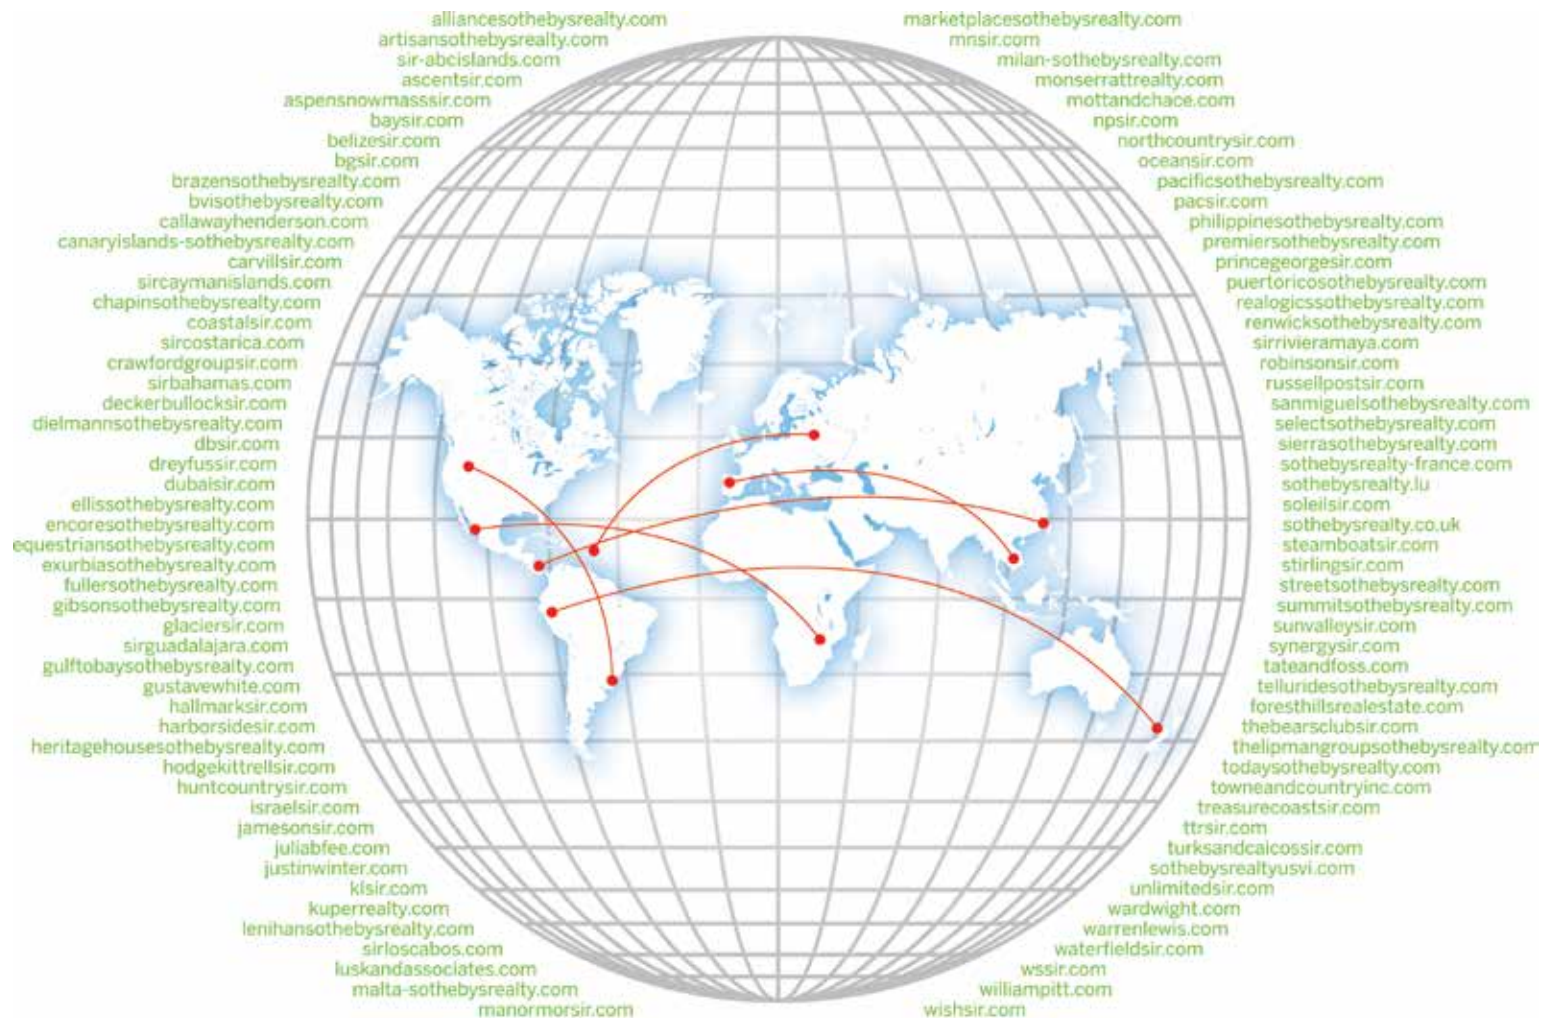 alliancesothebysrealty.com
artisansothebysrealty.com
sir-abcislands.com
ascentsir.com
aspensnowmasssir.com
baysir.com
belizesir.com
bgsir.com
brazensothebysrealty.com
bvisothebysrealty.com
callawayhenderson.com
canaryislands-sothebysrealty.com
carvillsir.com
sircaymanislands.com
chapinsothebysrealty.com
coastalsir.com
sircostarica.com
crawfordgroupsir.com
sirbahamas.com
deckerbullocksir.com
dielmannsothebysrealty.com
dbsir.com
dreyfussir.com
dubaisir.com
ellissothebysrealty.com
encoresothebysrealty.com
equestriansothebysrealty.com
exurbiasothebysrealty.com
fullersothebysrealty.com
gibsonsothebysrealty.com
glaciersir.com
sirguadalajara.com
gulftobaysothebysrealty.com
gustavewhite.com
hallmarksir.com
harborsidesir.com
heritagehousesothebysrealty.com
hodgekittrellsir.com
huntcountrysir.com
israelsir.com
jamesonsir.com
juliabfee.com
justinwinter.com
klsir.com
kuperrealty.com
lenihansothebysrealty.com
sirloscabos.com
luskandassociates.com
malta-sothebysrealty.com
manormorsir.com
marketplacesothebysrealty.com
mnsir.com
milan-sothebysrealty.com
monserrattrealty.com
mottandchace.com
npsir.com
northcountrysir.com
oceansir.com
pacificsothebysrealty.com
pacsir.com
philippinesothebysrealty.com
premiersothebysrealty.com
princegeorgesir.com
puertoricosothebysrealty.com
realogicssothebysrealty.com
renwicksothebysrealty.com
sirrivieramaya.com
robinsonsir.com
russellpostsir.com
sanmiguelsothebysrealty.com
selectsothebysrealty.com
sierrasothebysrealty.com
sothebysrealty-france.com
sothebysrealty.lu
soleilsir.com
sothebysrealty.co.uk
steamboatsir.com
stirlingsir.com
streetsothebysrealty.com
summitsothebysrealty.com
sunvalleysir.com
synergysir.com
tateandfoss.com
telluridesothebysrealty.com
foresthillsrealestate.com
thebearsclubsir.com
thelipmangroupsothebysrealty.com
todaysothebysrealty.com
towneandcountryinc.com
treasurecoastsir.com
ttrsir.com
turksandcaicossir.com
sothebysrealtyusvi.com
unlimitedsir.com
wardwight.com
warrenlewis.com
waterfieldsir.com
wssir.com
williampitt.com
wishsir.com